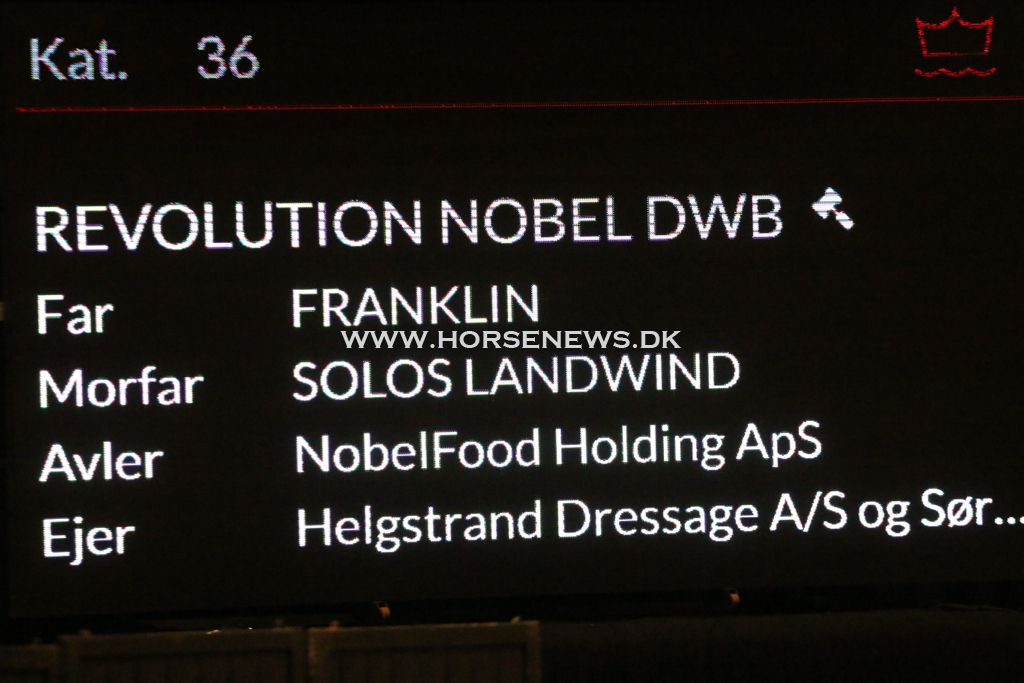 Kat. 36
REVOLUTION NOBEL DWB
Far FRANKLIN
WWW.HORSENEWS.DK
Morfar SOLOS LANDWIND
Avler NobelFood Holding ApS
Ejer Helgstrand Dressage A/S og Sør...